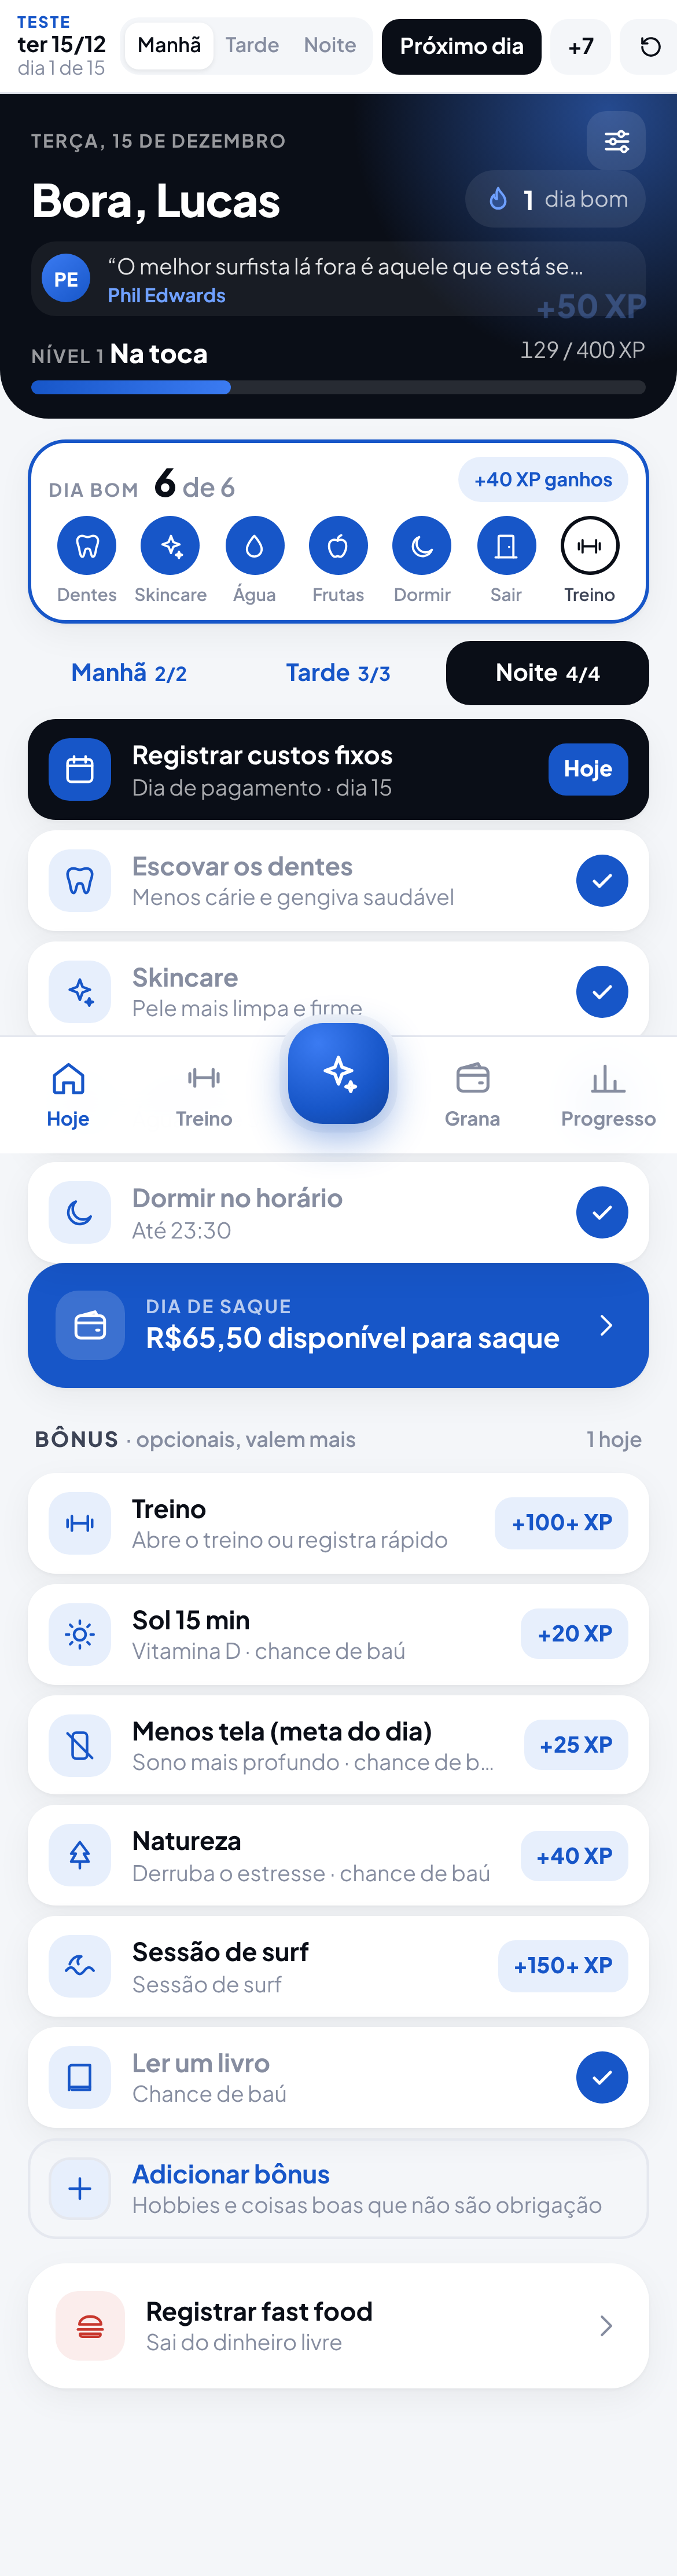 TESTE
ter 15/12
dia 1 de 15
Manhã
Tarde
Noite
Próximo dia
+7
TERÇA, 15 DE DEZEMBRO
Bora, Lucas
1 dia bom
PE
“O melhor surfista lá fora é aquele que está se…
Phil Edwards
+50 XP
NÍVEL 1 Na toca
129 / 400 XP
DIA BOM 6 de 6
+40 XP ganhos
Dentes
Skincare
Água
Frutas
Dormir
Sair
Treino
Manhã 2/2
Tarde 3/3
Noite 4/4
Registrar custos fixos
Dia de pagamento · dia 15
Hoje
Escovar os dentes
Menos cárie e gengiva saudável
Skincare
Pele mais limpa e firme
Hoje
Treino
Grana
Progresso
Dormir no horário
Até 23:30
DIA DE SAQUE
R$65,50 disponível para saque
BÔNUS · opcionais, valem mais
1 hoje
Treino
Abre o treino ou registra rápido
+100+ XP
Sol 15 min
Vitamina D · chance de baú
+20 XP
Menos tela (meta do dia)
Sono mais profundo · chance de b…
+25 XP
Natureza
Derruba o estresse · chance de baú
+40 XP
Sessão de surf
Sessão de surf
+150+ XP
Ler um livro
Chance de baú
Adicionar bônus
Hobbies e coisas boas que não são obrigação
Registrar fast food
Sai do dinheiro livre